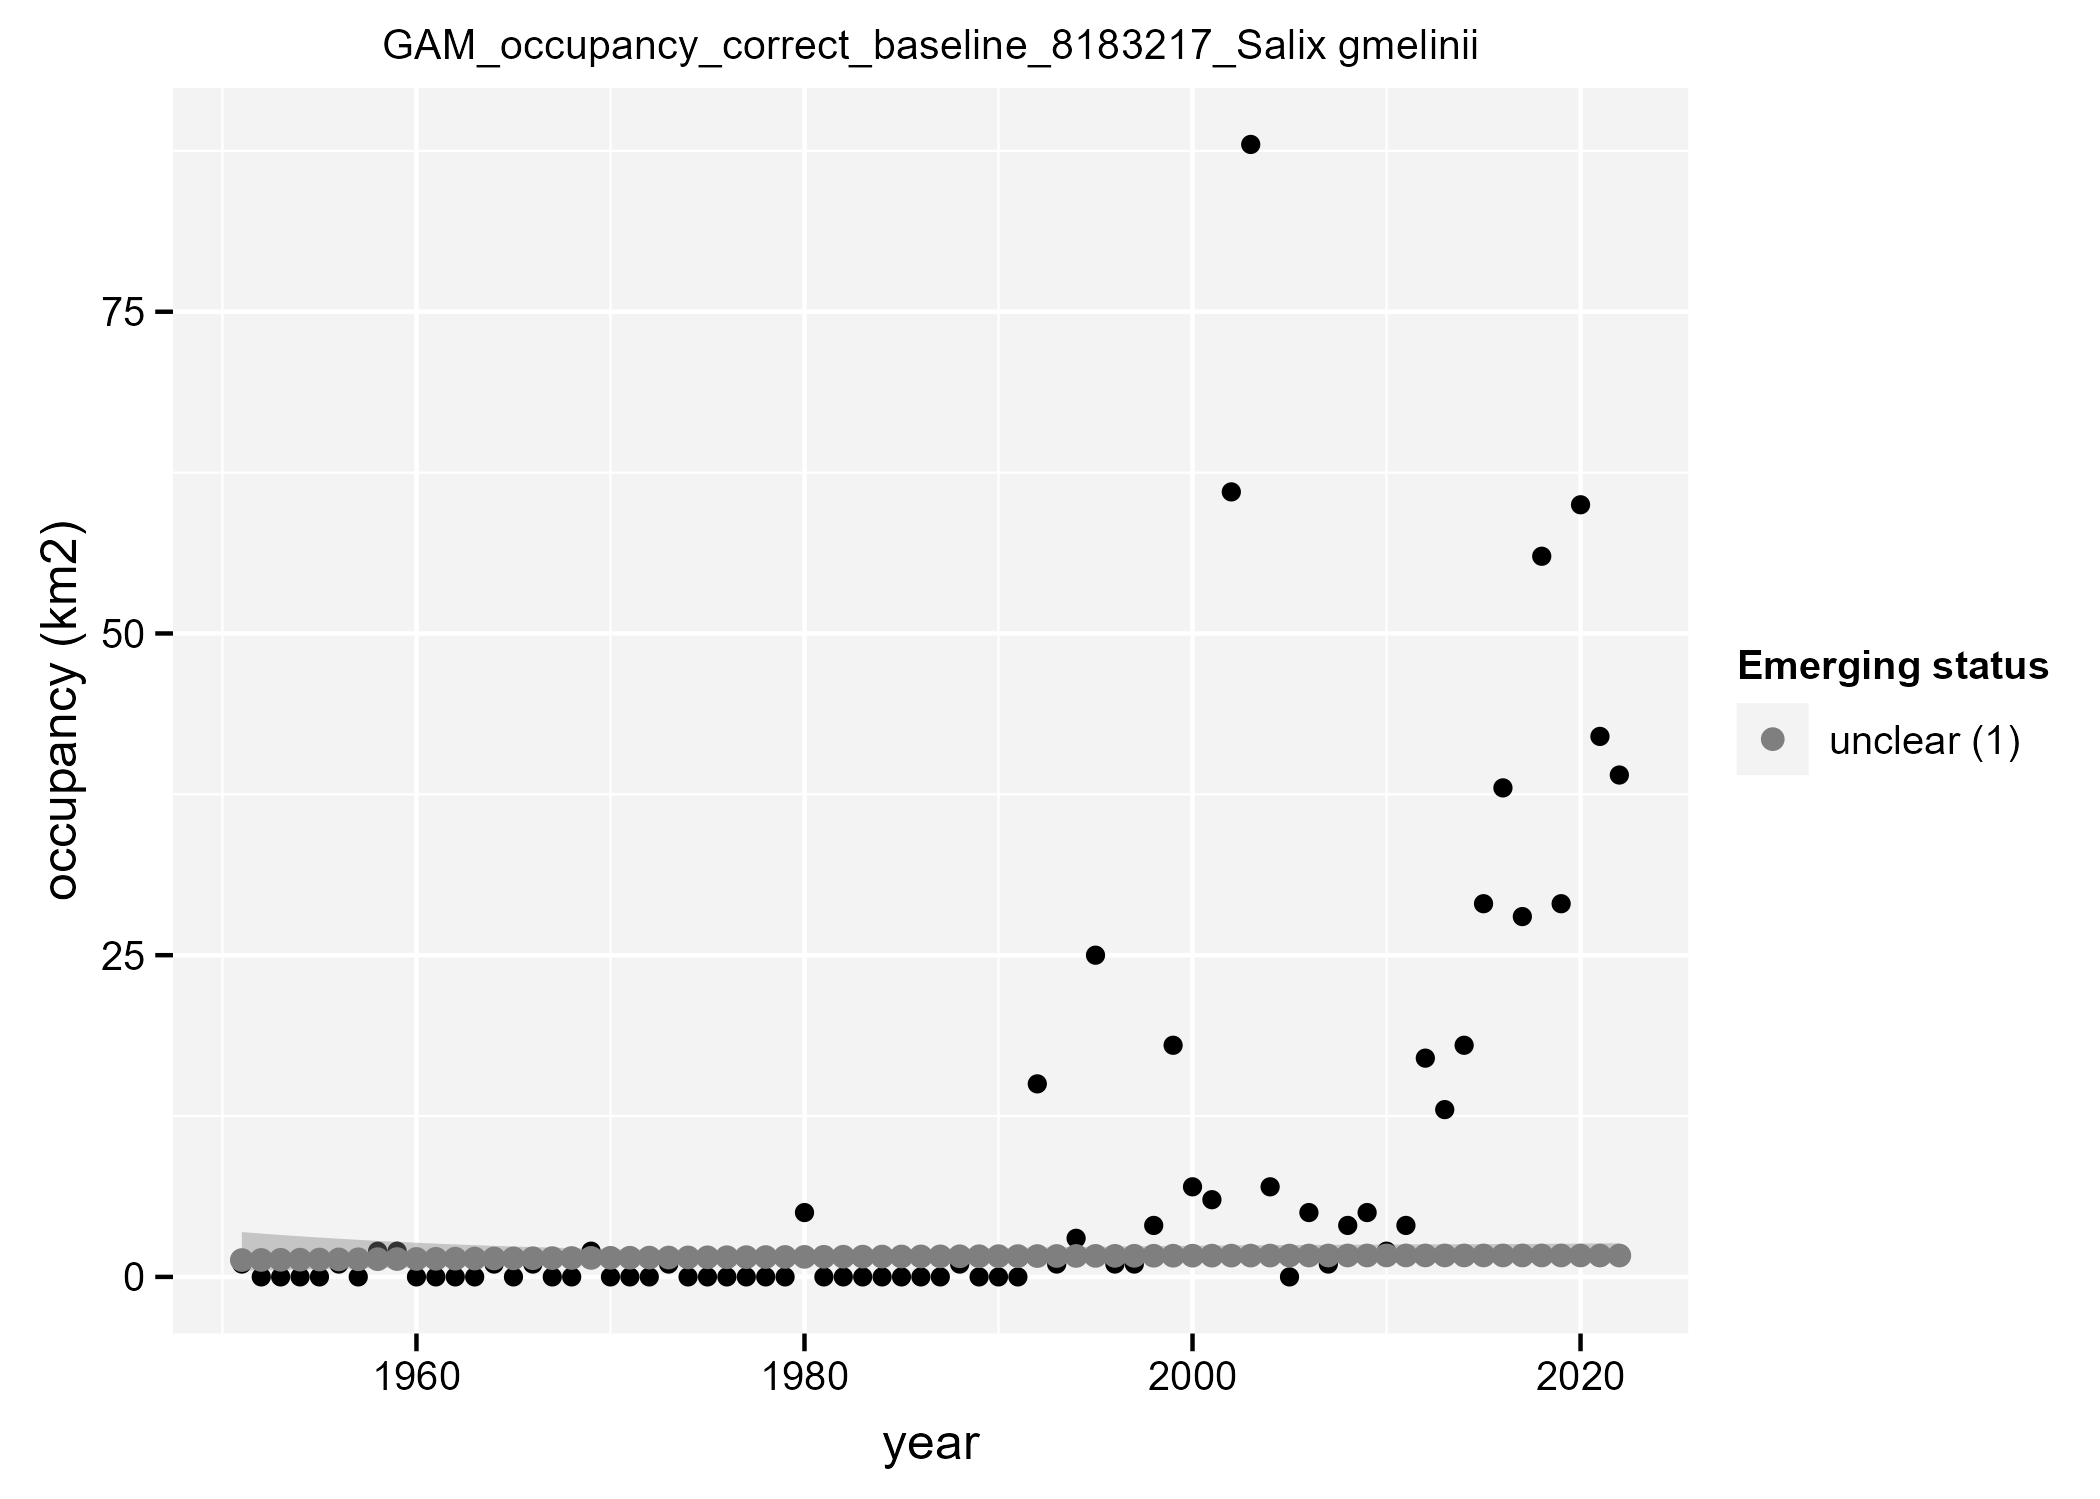 GAM_occupancy_correct_baseline_8183217_Salix gmelinii
75
50
25
0
occupancy (km2)
1960
1980
2000
2020
year
Emerging status
unclear (1)